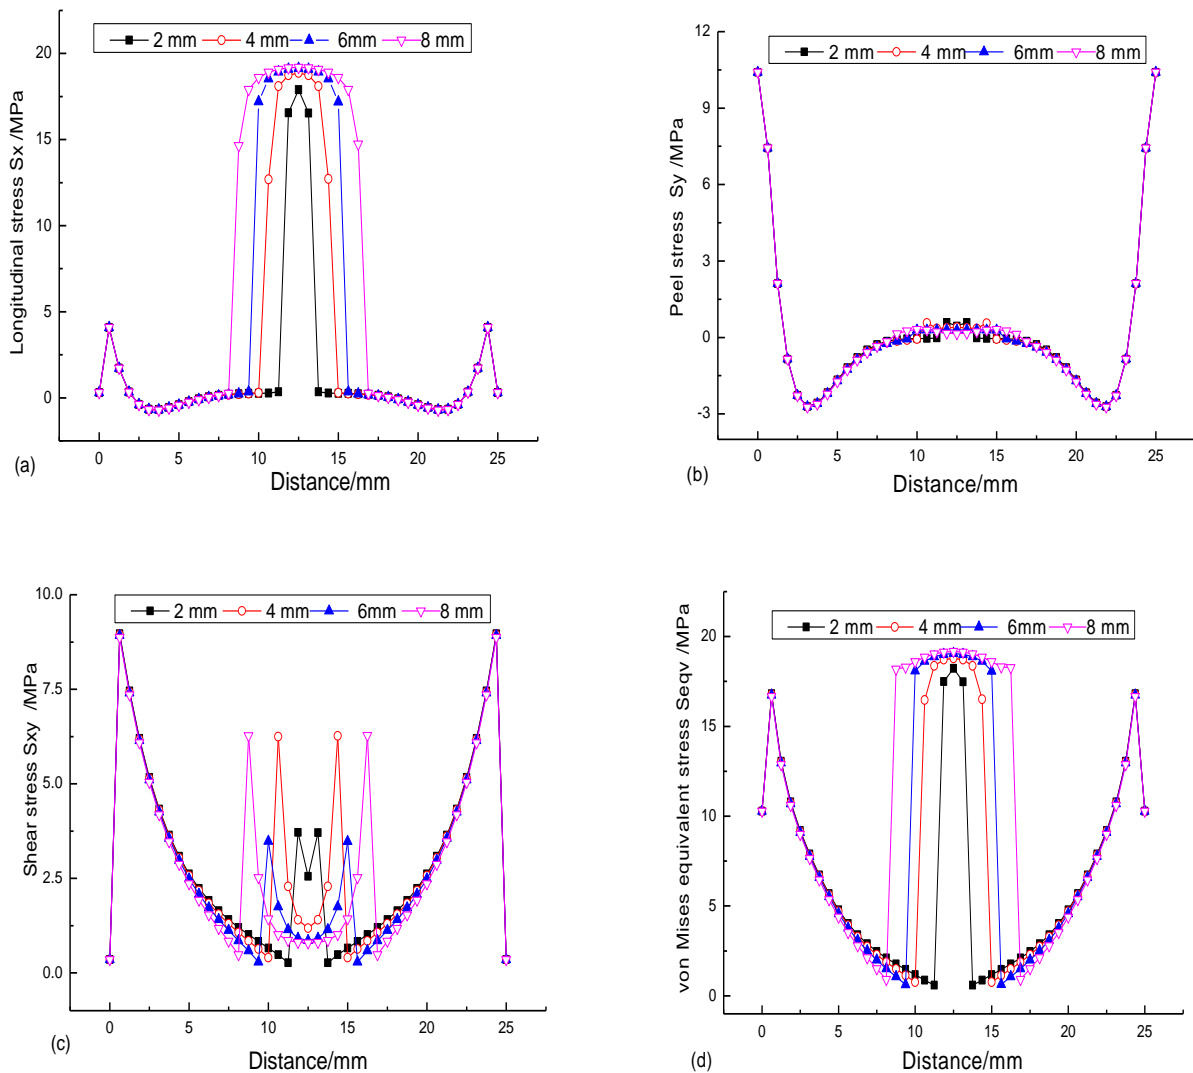 2 mm 4 mm 6mm 8 mm
20
15
10
5
0
Longitudinal stress Sx /MPa
0 5 10 15 20 25
Distance/mm
(a)
12
2 mm 4 mm 6mm 8 mm
9
6
3
0
-3
Peel stress Sy /MPa
0 5 10 15 20 25
Distance/mm
(b)
10.0
2 mm 4 mm 6mm 8 mm
7.5
5.0
2.5
0.0
Shear stress Sxy /MPa
0 5 10 15 20 25
Distance/mm
(c)
2 mm 4 mm 6mm 8 mm
20
15
10
5
0
von Mises equivalent stress Seqv /MPa
0 5 10 15 20 25
Distance/mm
(d)